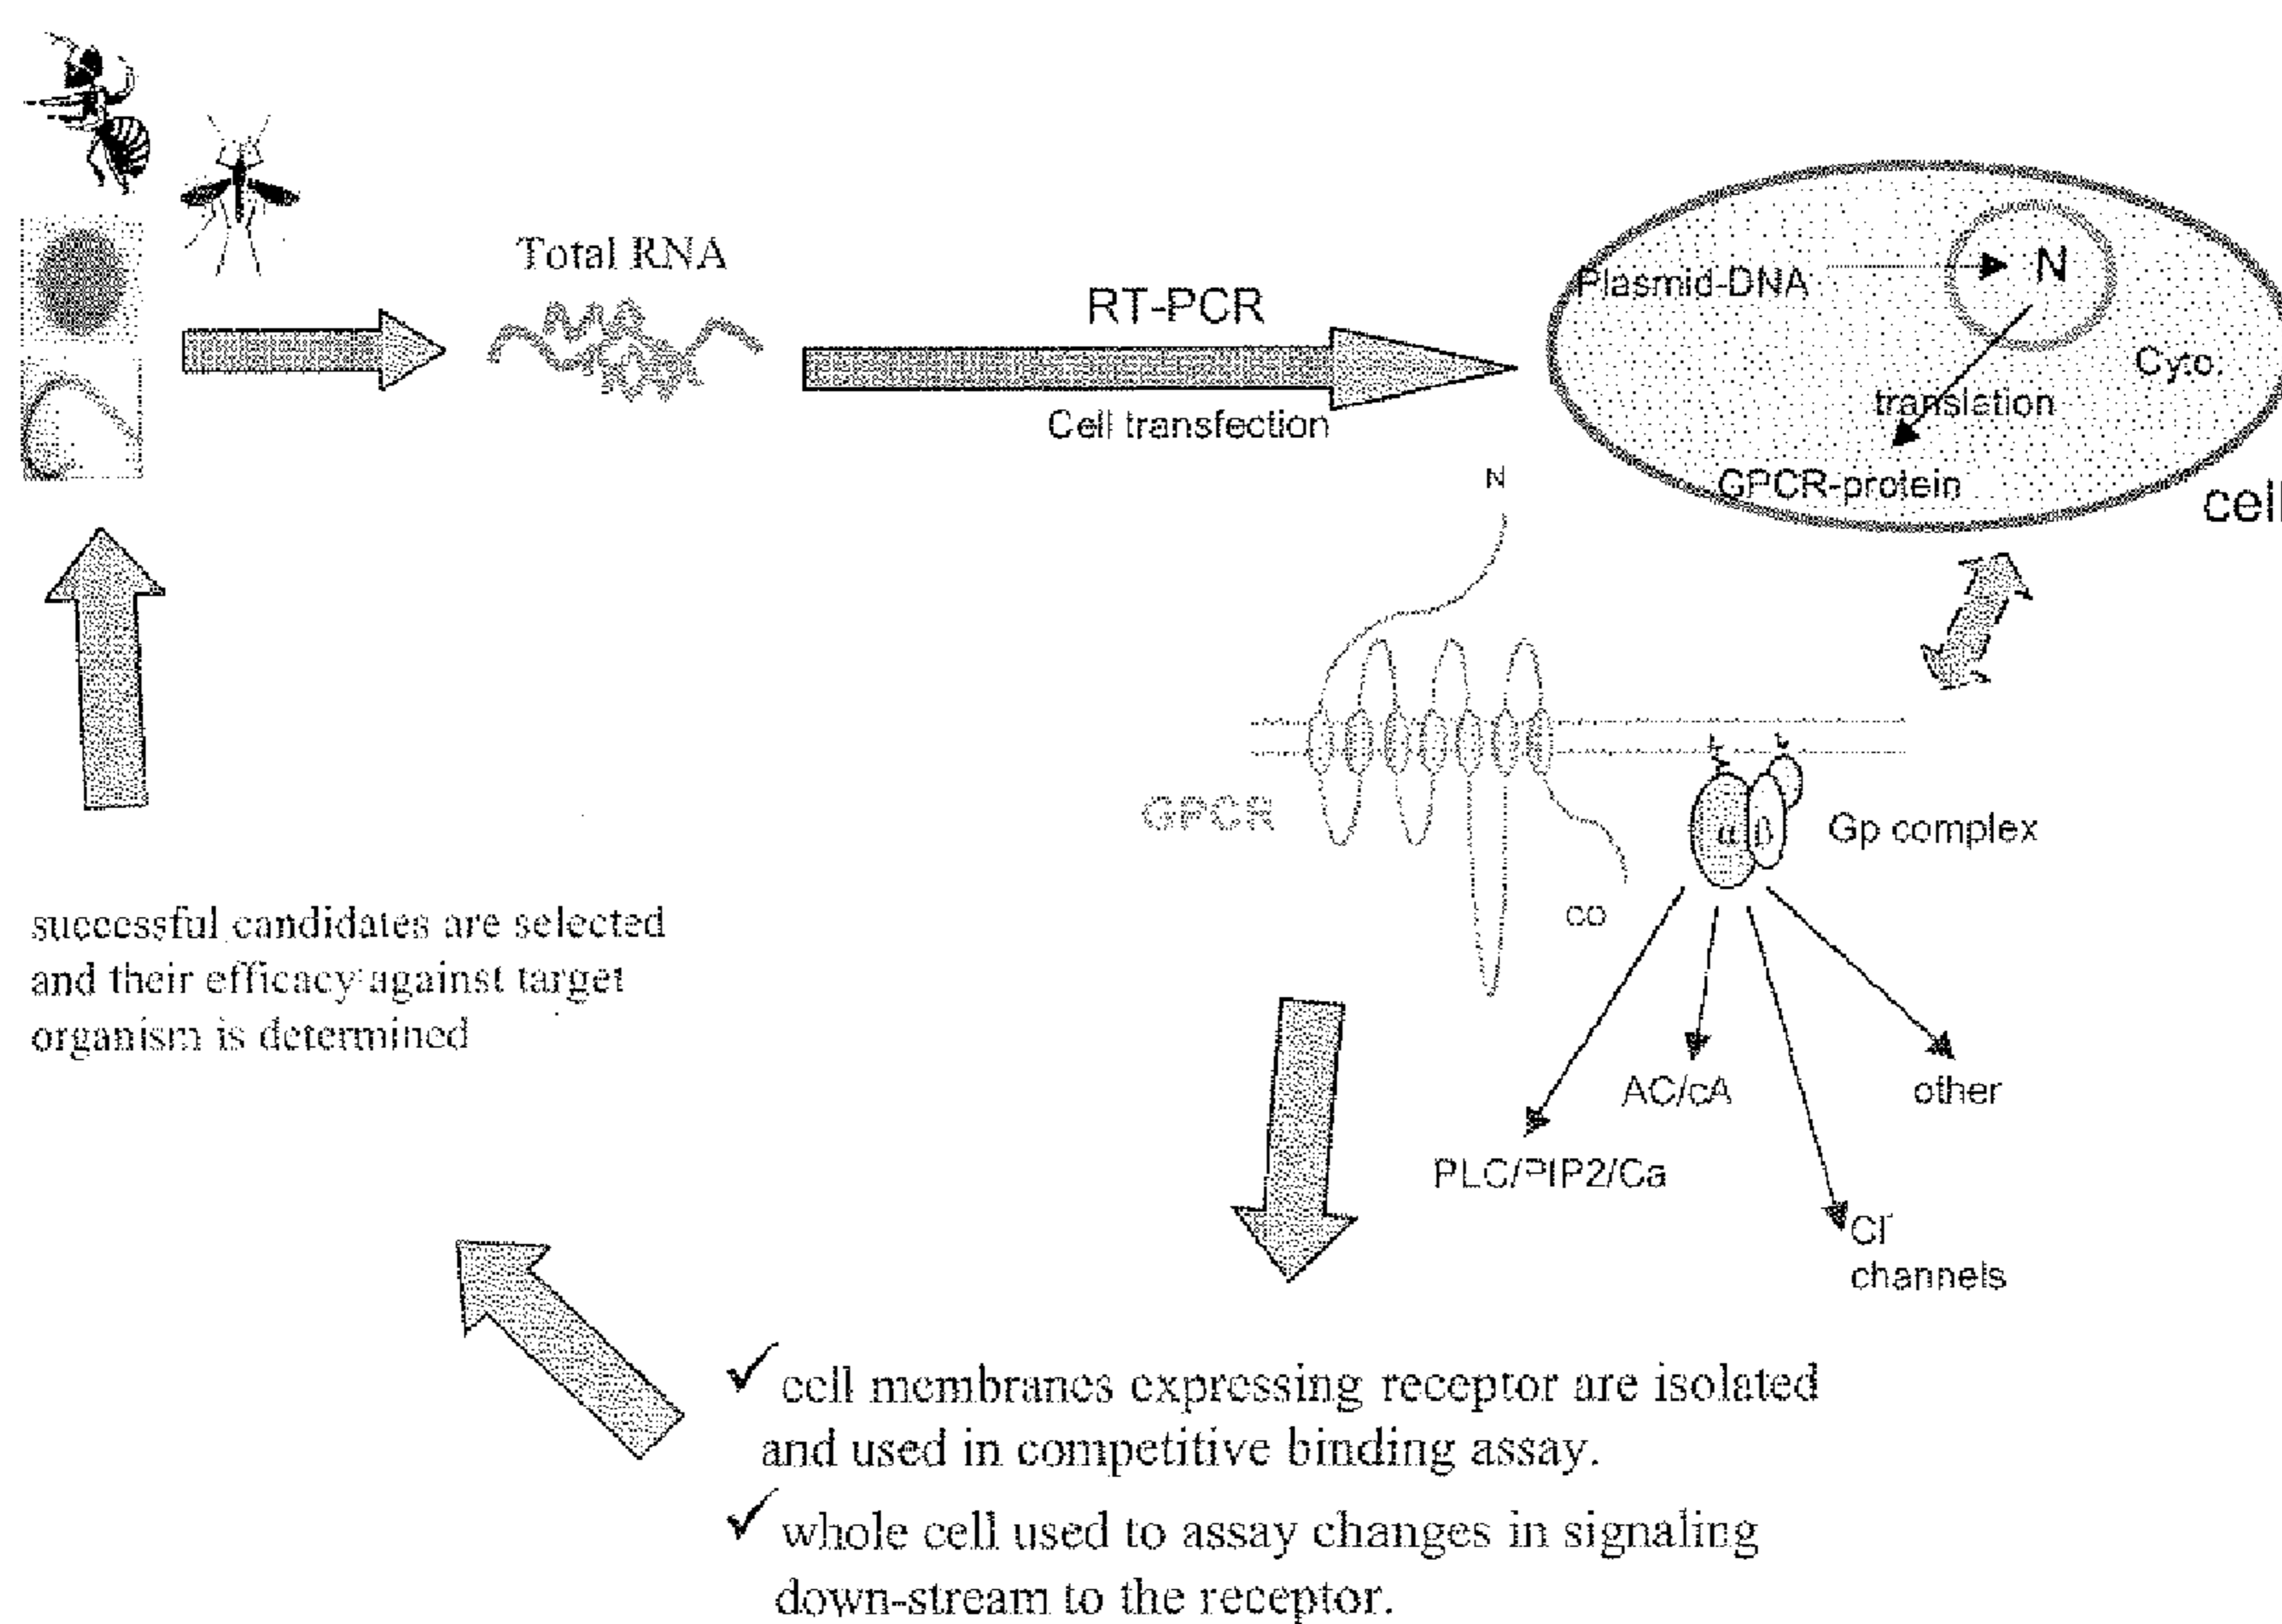 Total RNA
RT-PCR
Cell transfection
Plasmid-DNA
N
Cyto.
translation
GPCR-protein
cell
N
GPCR
α β
Gp complex
CO
AC/cA
other
PLC/PIP2/Ca
Cl⁻
channels
successful candidates are selected
and their efficacy against target
organism is determined
✓ cell membranes expressing receptor are isolated
and used in competitive binding assay.
✓ whole cell used to assay changes in signaling
down-stream to the receptor.